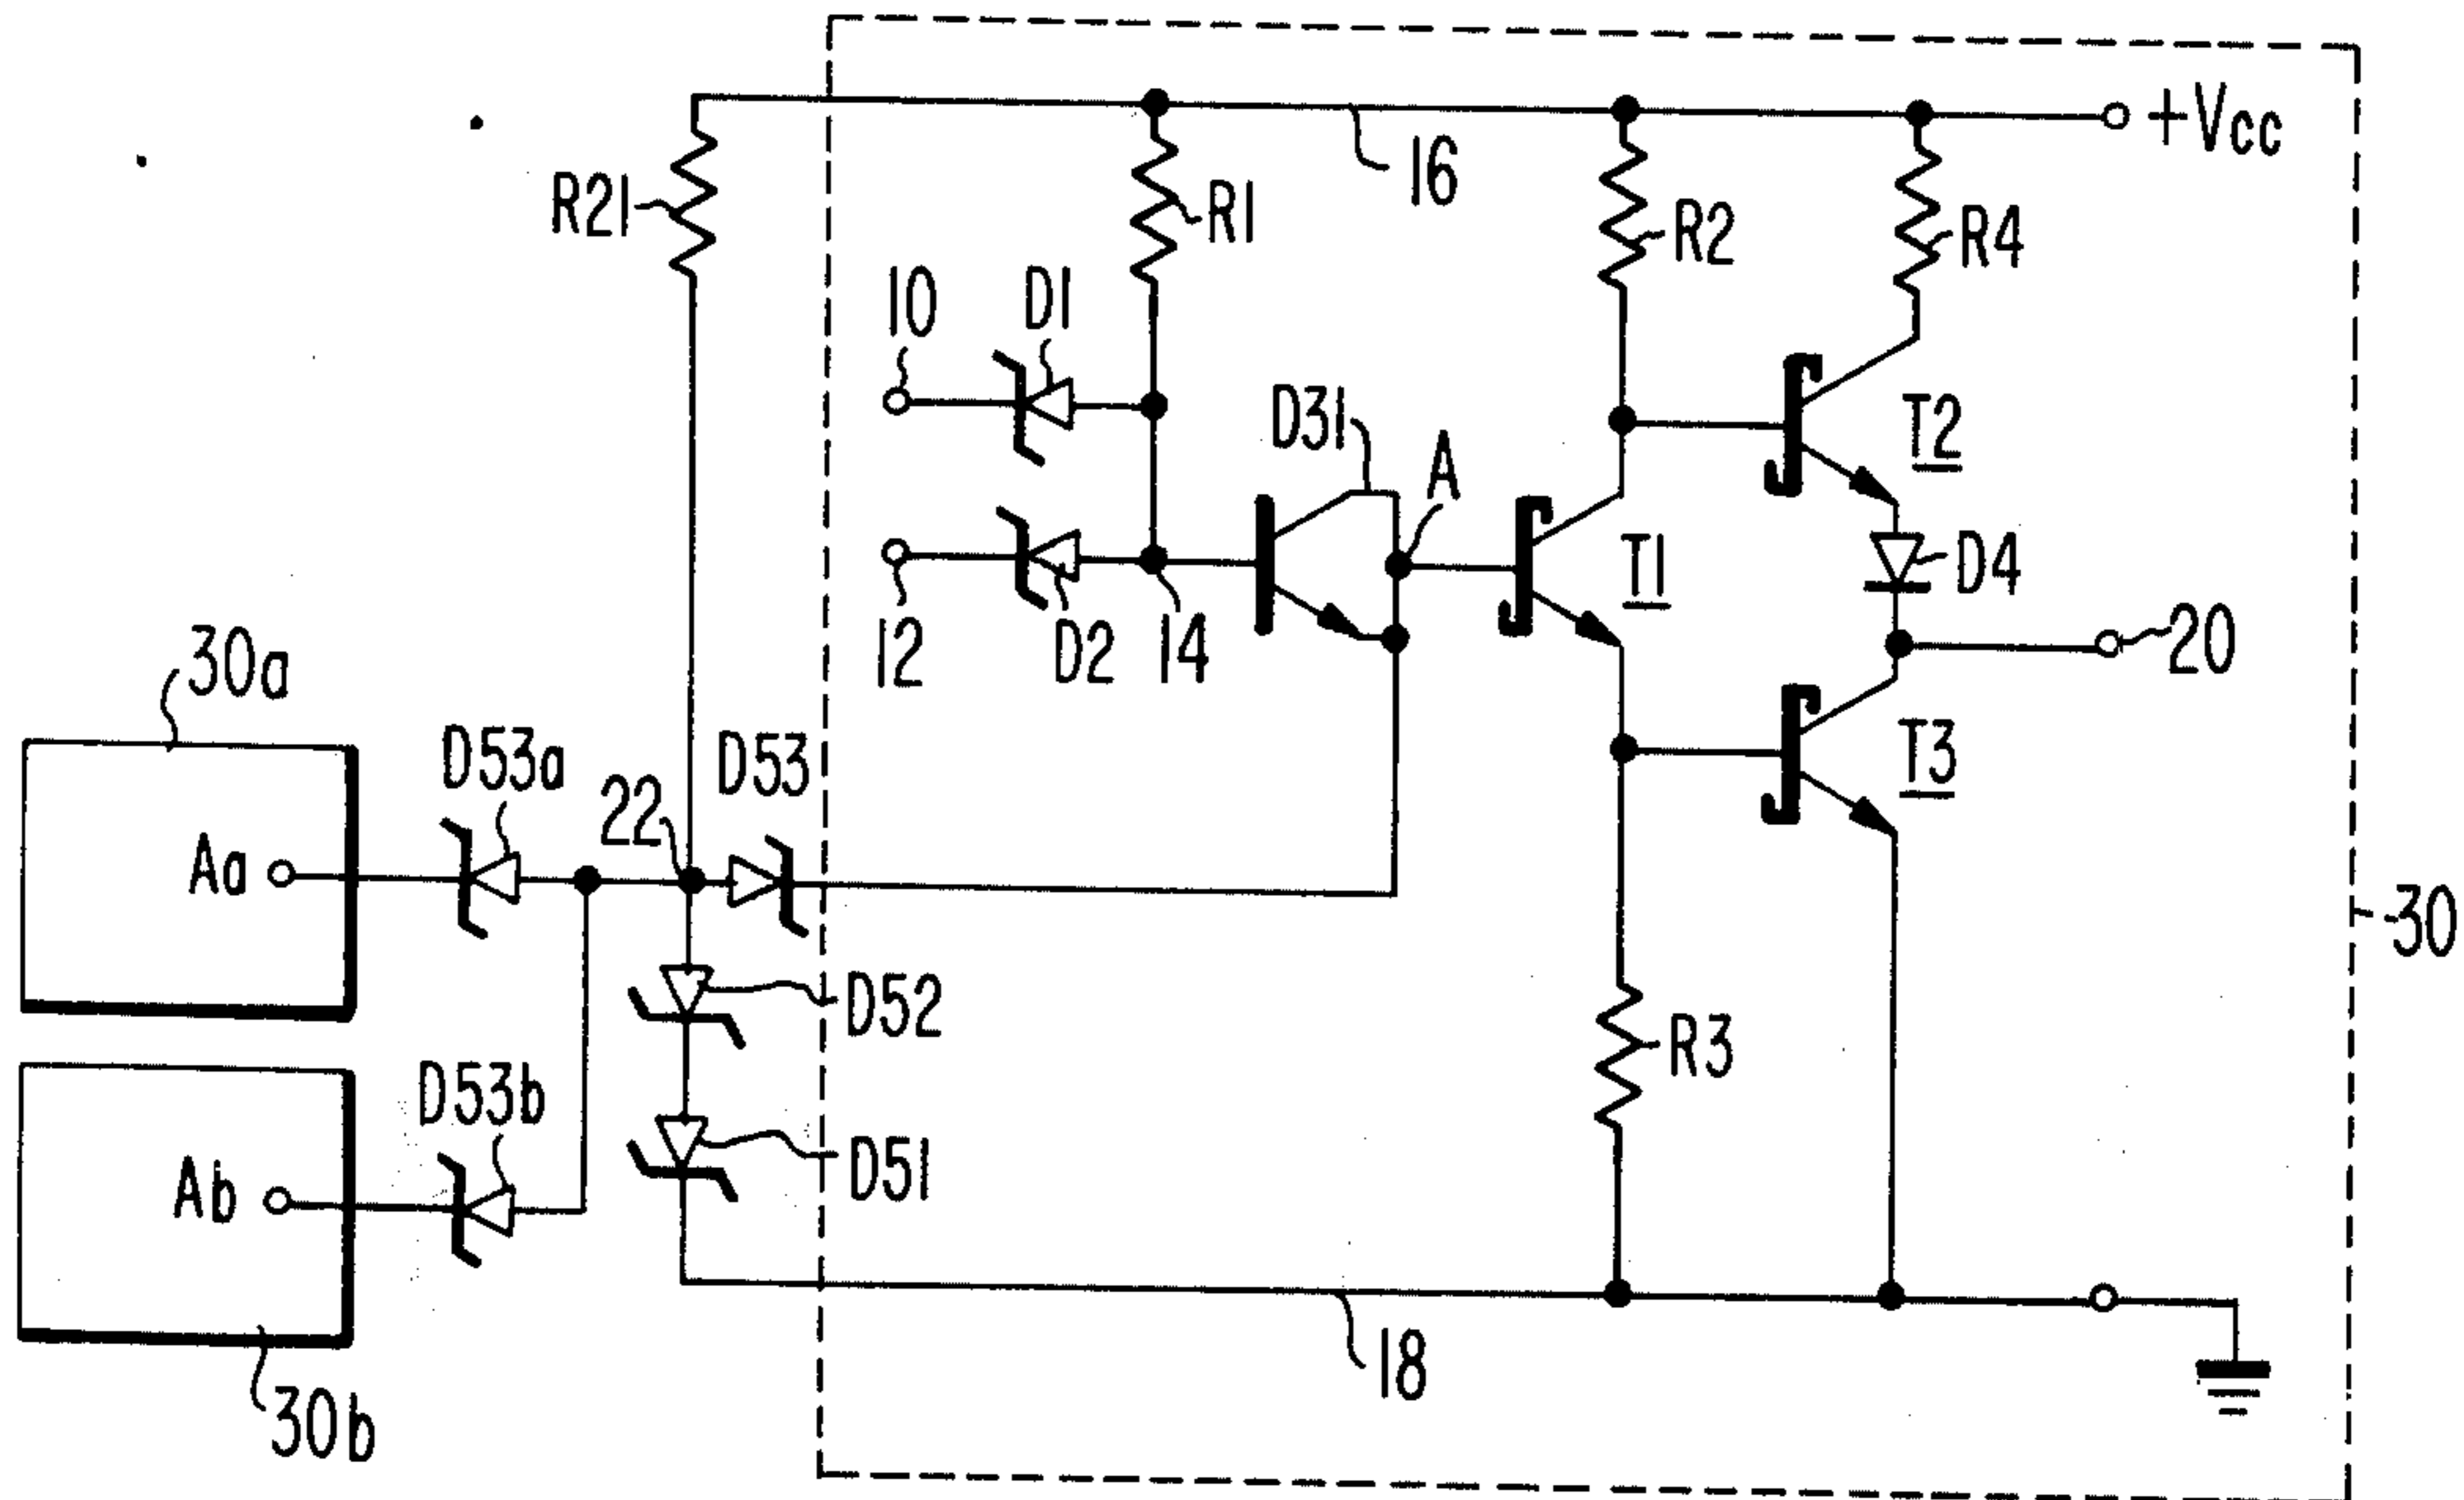 +Vcc
16
R21
R1
R2
R4
10
D1
D31
A
T2
T1
D4
12
D2
14
20
30a
D53a
22
D53
T3
Aa
30
D52
R3
D53b
D51
Ab
18
30b